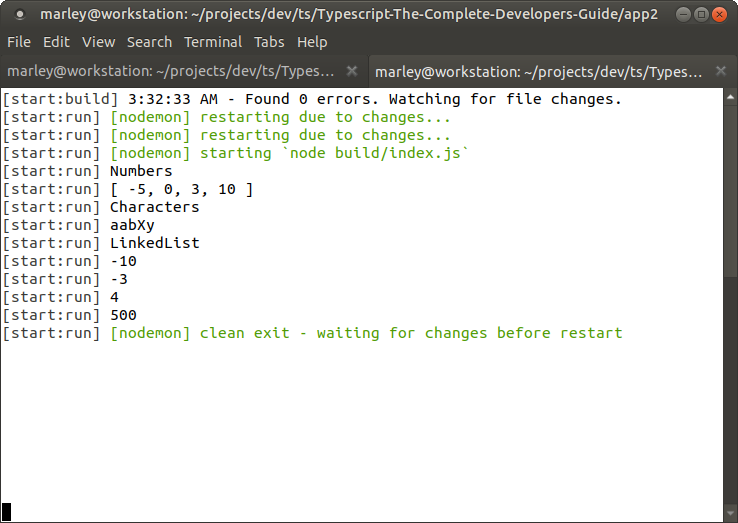 marley@workstation: ~/projects/dev/ts/Typescript-The-Complete-Developers-Guide/app2
File Edit View Search Terminal Tabs Help
marley@workstation: ~/projects/dev/ts/Types... marley@workstation: ~/projects/dev/ts/Types...
[start:build] 3:32:33 AM - Found 0 errors. Watching for file changes.
[start:run] [nodemon] restarting due to changes...
[start:run] [nodemon] restarting due to changes...
[start:run] [nodemon] starting `node build/index.js`
[start:run] Numbers
[start:run] [ -5, 0, 3, 10 ]
[start:run] Characters
[start:run] aabXy
[start:run] LinkedList
[start:run] -10
[start:run] -3
[start:run] 4
[start:run] 500
[start:run] [nodemon] clean exit - waiting for changes before restart